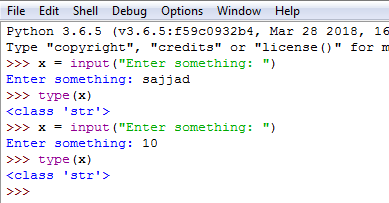 File Edit Shell Debug Options Window Help
Python 3.6.5 (v3.6.5:f59c0932b4, Mar 28 2018, 16
Type "copyright", "credits" or "license()" for m
>>> x = input("Enter something: ")
Enter something: sajjad
>>> type(x)
<class 'str'>
>>> x = input("Enter something: ")
Enter something: 10
>>> type(x)
<class 'str'>
>>>